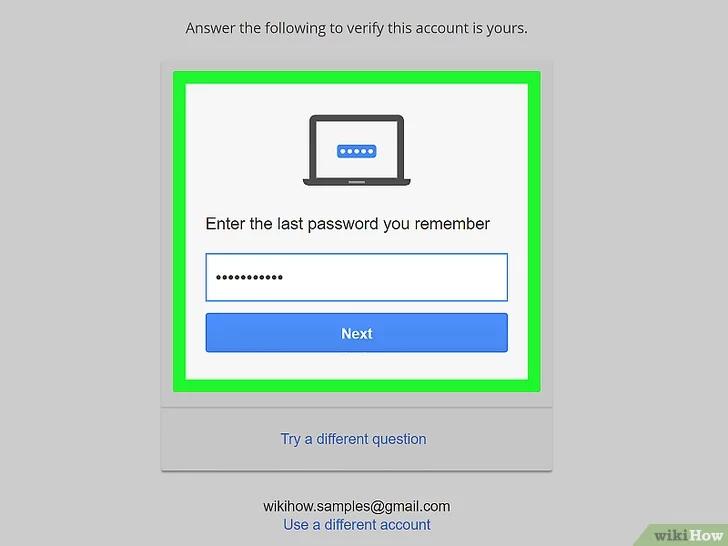 Answer the following to verify this account is yours.
Enter the last password you remember
•••••••••••
Next
Try a different question
wikihow.samples@gmail.com
Use a different account
wikiHow